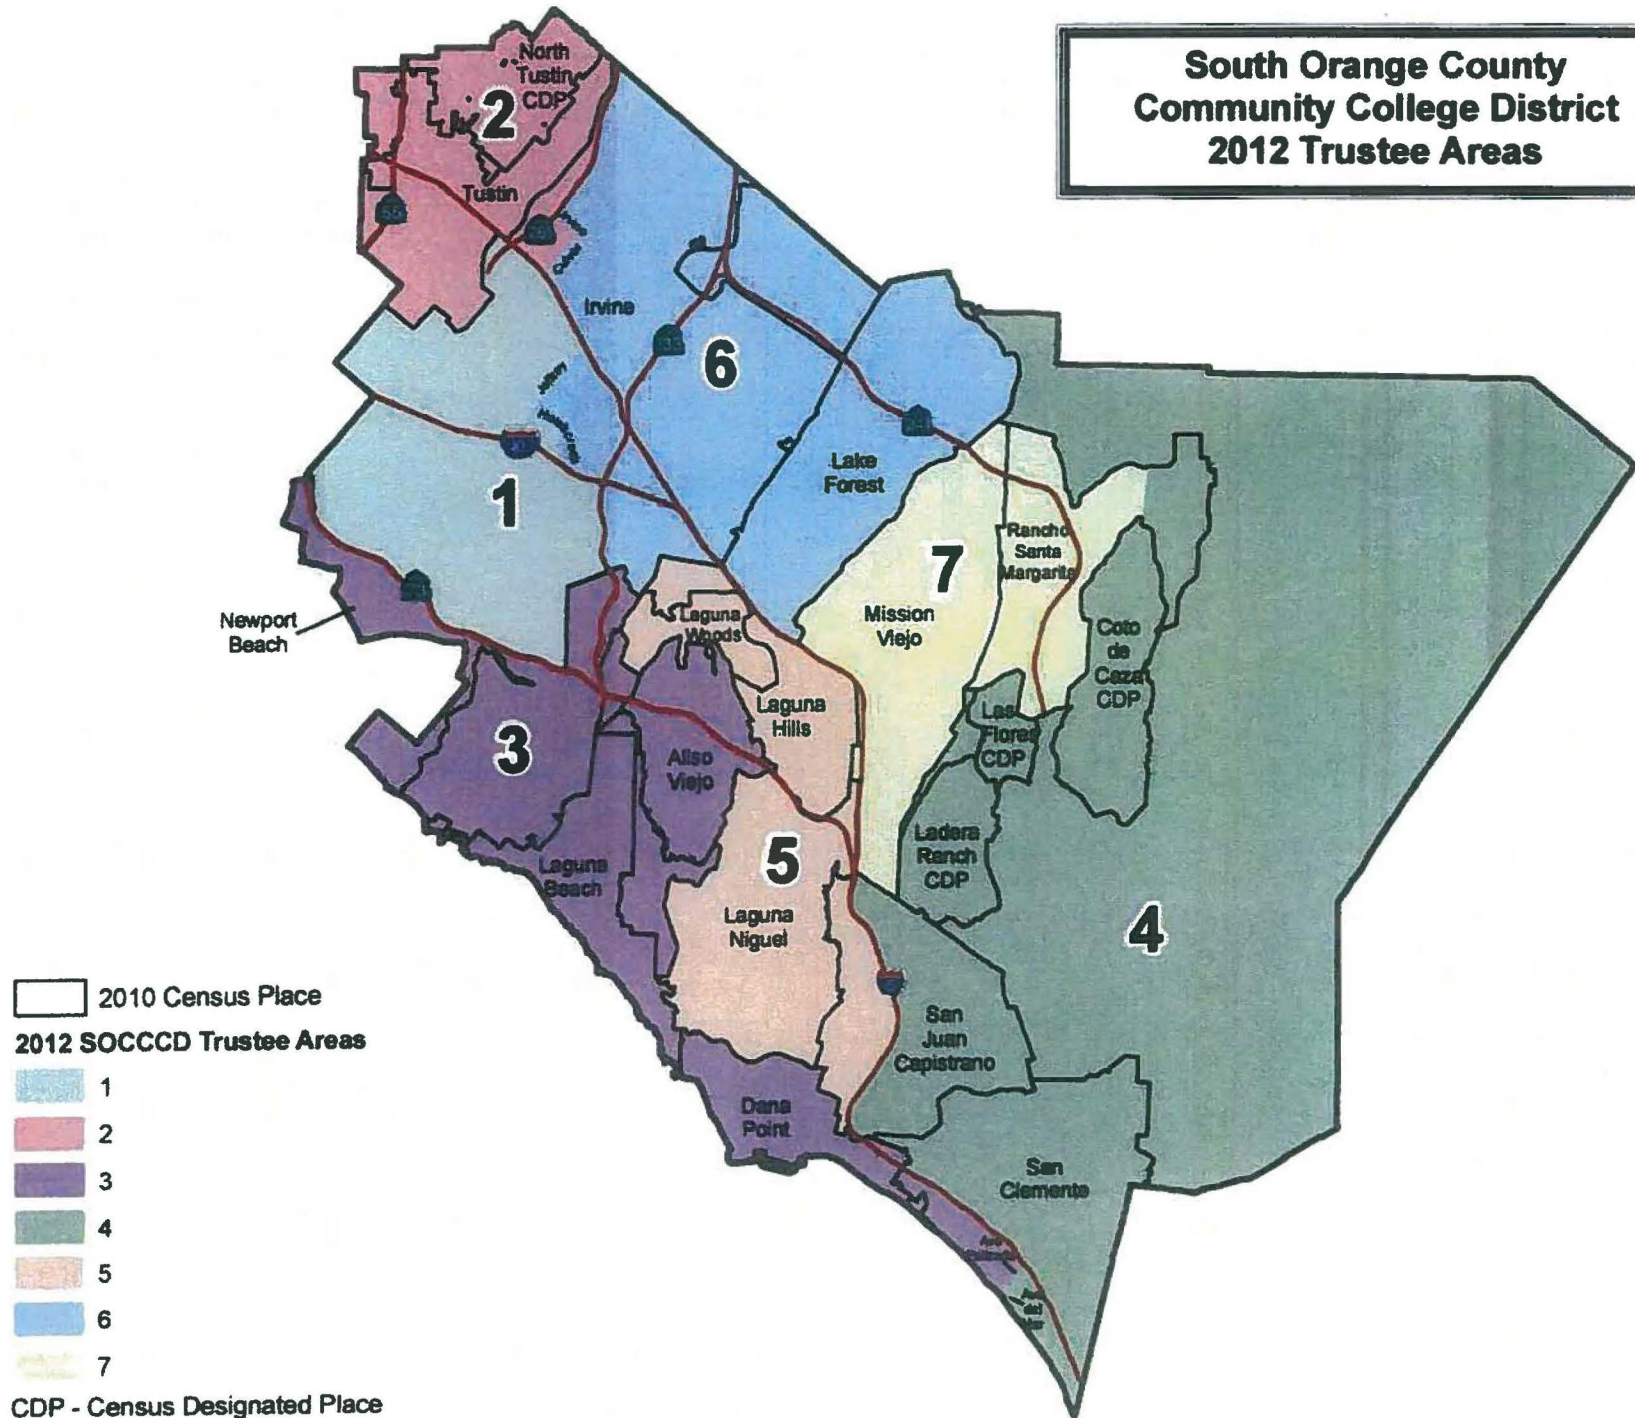 South Orange County
Community College District
2012 Trustee Areas
North
Tustin
CDP
2
Tustin
55
Irvine
133
6
Lake
Forest
1
7
Rancho
Santa
Margarita
Newport
Beach
Laguna
Woods
Mission
Viejo
Coto
de
Caza
CDP
Laguna
Hills
Las
Flores
CDP
3
Aliso
Viejo
Ladera
Ranch
CDP
5
Laguna
Beach
Laguna
Niguel
4
San
Juan
Capistrano
Dana
Point
San
Clemente
2010 Census Place
2012 SOCCCD Trustee Areas
1
2
3
4
5
6
7
CDP - Census Designated Place